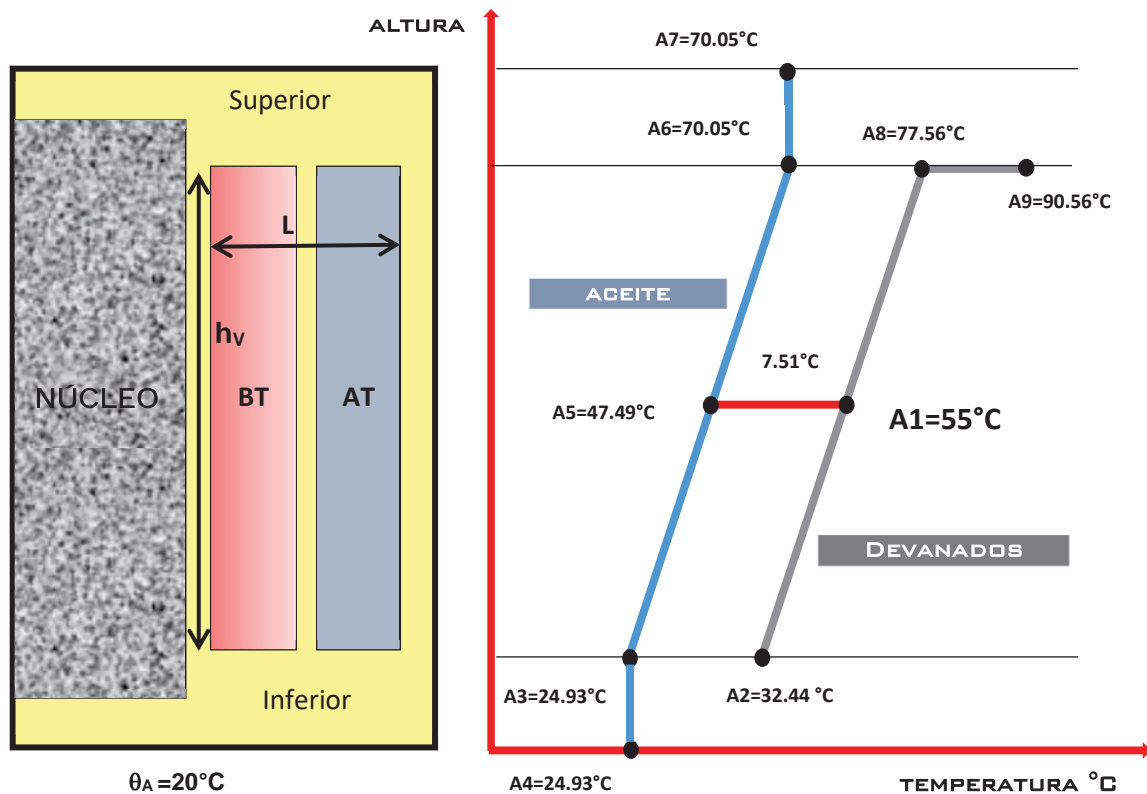 ALTURA
A7=70.05°C
Superior
A6=70.05°C
A8=77.56°C
A9=90.56°C
L
ACEITE
hV
7.51°C
NÚCLEO
BT
AT
A5=47.49°C
A1=55°C
DEVANADOS
Inferior
A3=24.93°C
A2=32.44 °C
θA =20°C
A4=24.93°C
TEMPERATURA °C